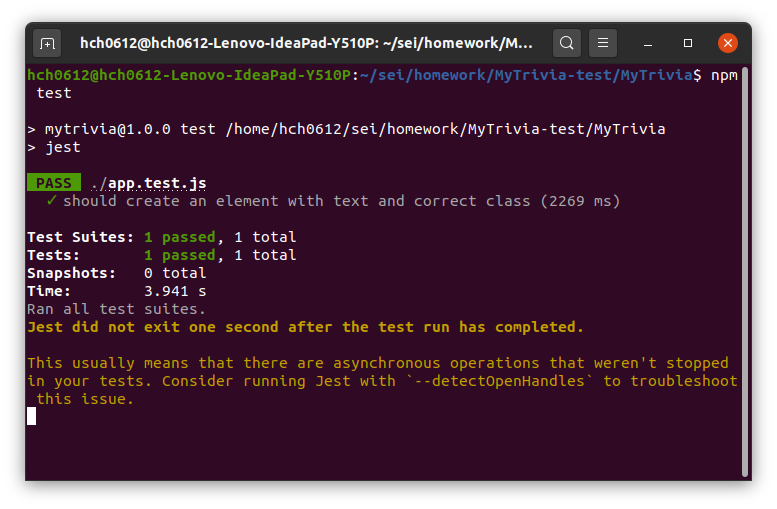 hch0612@hch0612-Lenovo-IdeaPad-Y510P: ~/sei/homework/M...
hch0612@hch0612-Lenovo-IdeaPad-Y510P:~/sei/homework/MyTrivia-test/MyTrivia$ npm
test
> mytrivia@1.0.0 test /home/hch0612/sei/homework/MyTrivia-test/MyTrivia
> jest
PASS ./app.test.js
✓ should create an element with text and correct class (2269 ms)
Test Suites: 1 passed, 1 total
Tests: 1 passed, 1 total
Snapshots: 0 total
Time: 3.941 s
Ran all test suites.
Jest did not exit one second after the test run has completed.
This usually means that there are asynchronous operations that weren't stopped
in your tests. Consider running Jest with `--detectOpenHandles` to troubleshoot
this issue.